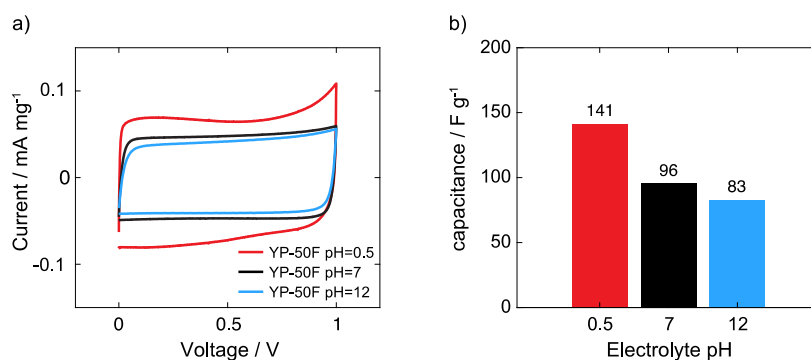 a)
Current / mA mg⁻¹
0.1
0
-0.1
YP-50F pH=0.5
YP-50F pH=7
YP-50F pH=12
0
0.5
1
Voltage / V
b)
capacitance / F g⁻¹
200
150
100
50
0
141
96
83
0.5
7
12
Electrolyte pH